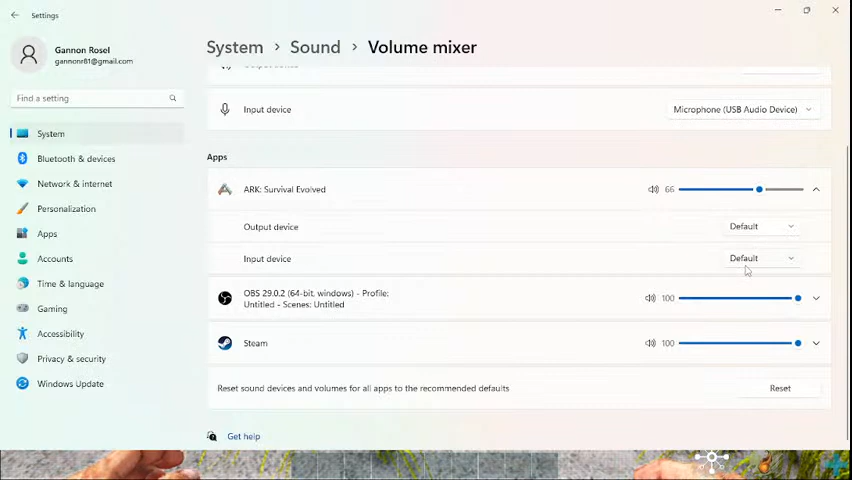 Settings
Gannon Rosel
gannonr81@gmail.com
Find a setting
System
Bluetooth & devices
Network & internet
Personalization
Apps
Accounts
Time & language
Gaming
Accessibility
Privacy & security
Windows Update
System > Sound > Volume mixer
Output device
Input device Microphone (USB Audio Device)
Apps
ARK: Survival Evolved 66
Output device Default
Input device Default
OBS 29.0.2 (64-bit, windows) - Profile:
Untitled - Scenes: Untitled 100
Steam 100
Reset sound devices and volumes for all apps to the recommended defaults Reset
Get help